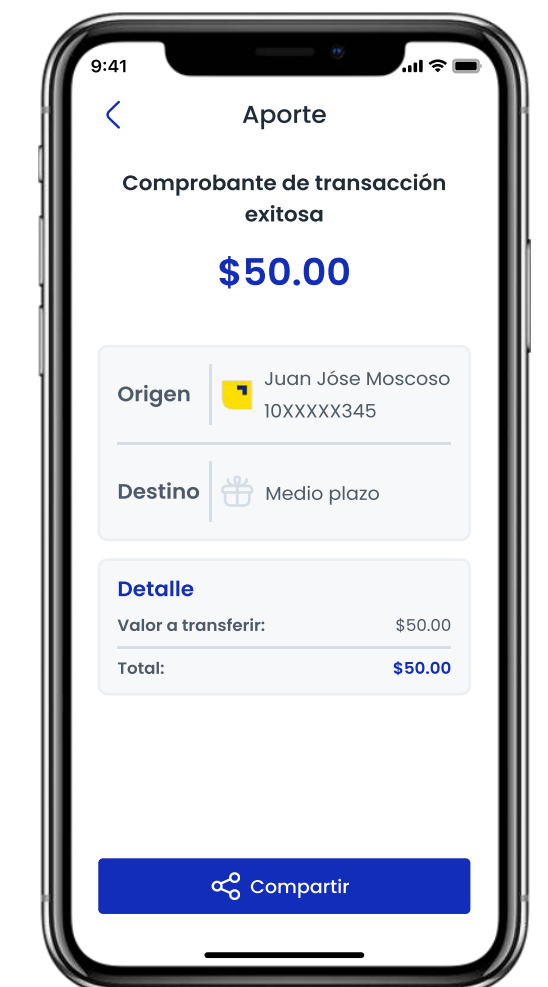 9:41
Aporte
Comprobante de transacción
exitosa
$50.00
Origen
Juan Jóse Moscoso
10XXXXX345
Destino
Medio plazo
Detalle
Valor a transferir: $50.00
Total: $50.00
Compartir